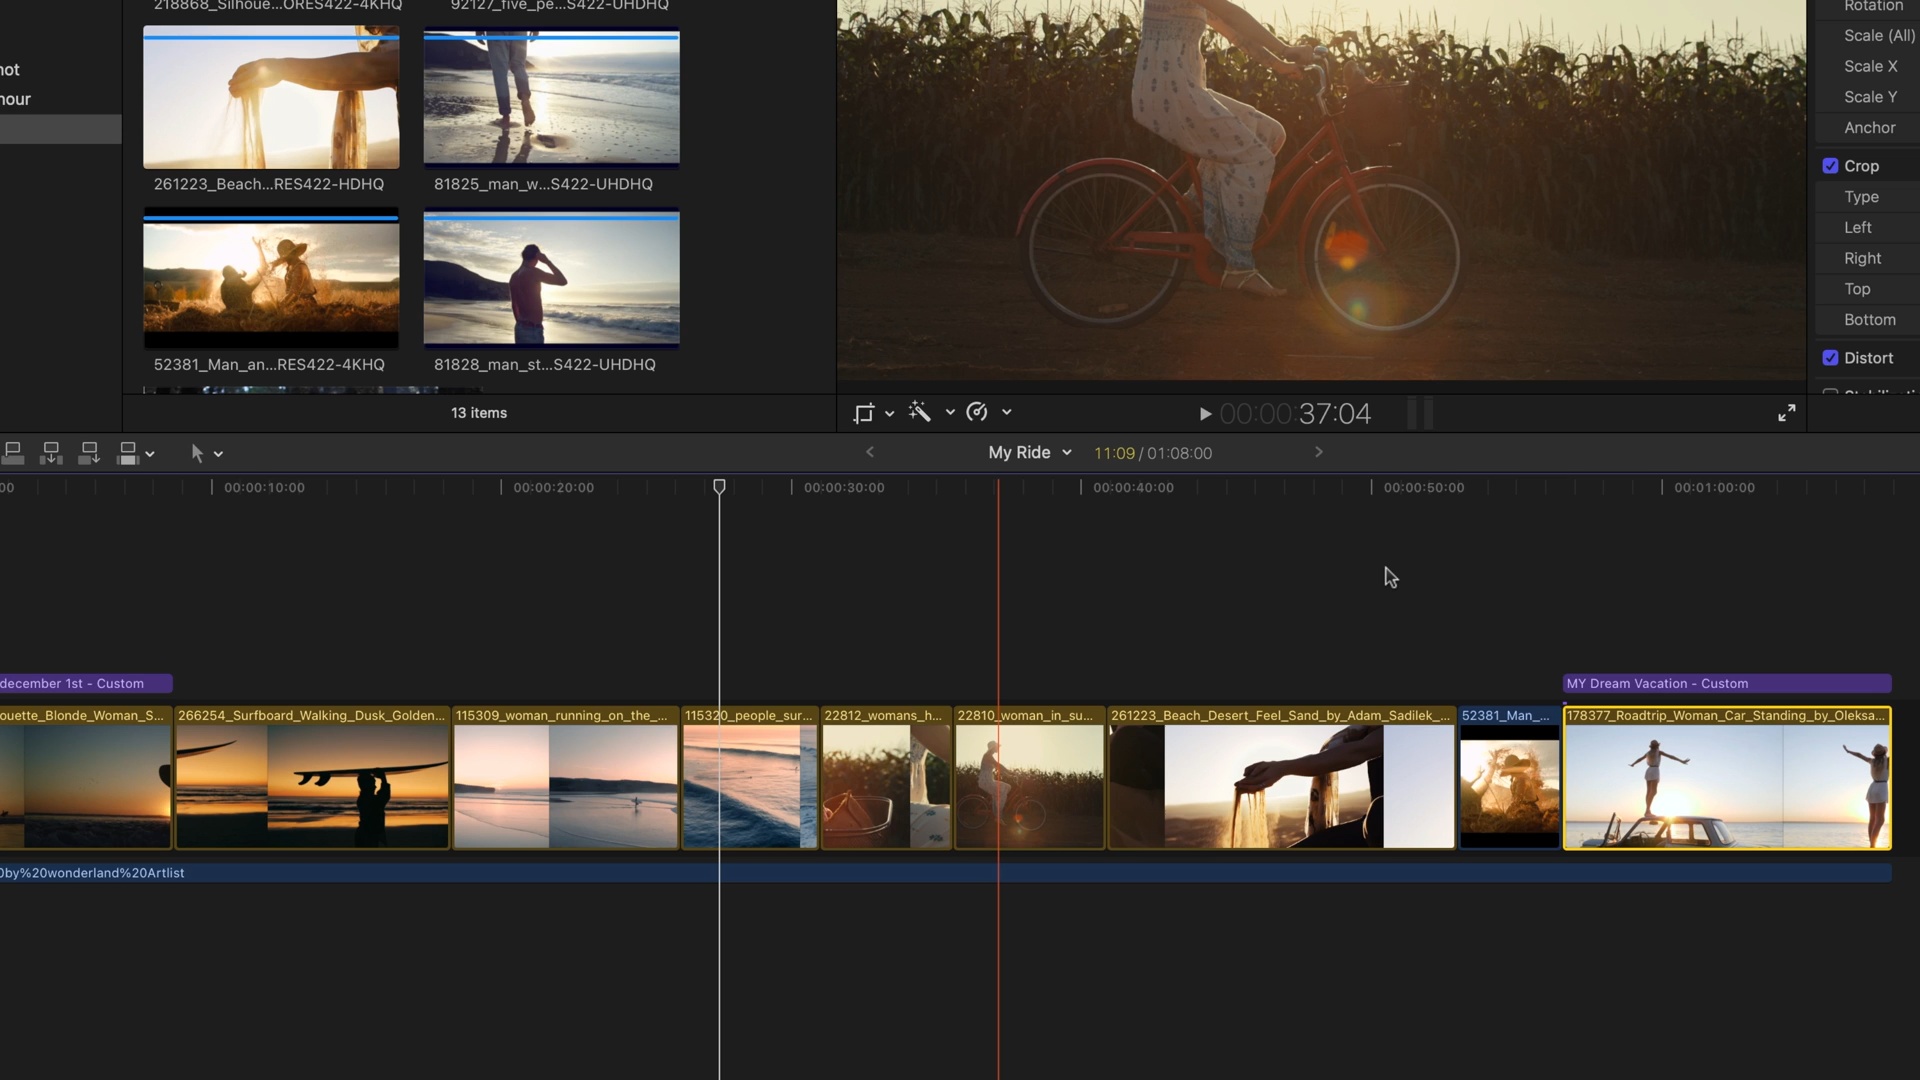 218868_Silhoue...ORES422-4KHQ
92127_five_pe...S422-UHDHQ
Rotation
Scale (All)
Scale X
Scale Y
Anchor
Crop
Type
Left
Right
Top
Bottom
Distort
not
hour
261223_Beach...RES422-HDHQ
81825_man_w...S422-UHDHQ
52381_Man_an...RES422-4KHQ
81828_man_st...S422-UHDHQ
13 items
00:00:37:04
My Ride
11:09 / 01:08:00
00
00:00:10:00
00:00:20:00
00:00:30:00
00:00:40:00
00:00:50:00
00:01:00:00
december 1st - Custom
MY Dream Vacation - Custom
ouette_Blonde_Woman_S...
266254_Surfboard_Walking_Dusk_Golden...
115309_woman_running_on_the_...
115320_people_sur...
22812_womans_h...
22810_woman_in_su...
261223_Beach_Desert_Feel_Sand_by_Adam_Sadilek_...
52381_Man_...
178377_Roadtrip_Woman_Car_Standing_by_Oleksa...
0by%20wonderland%20Artlist